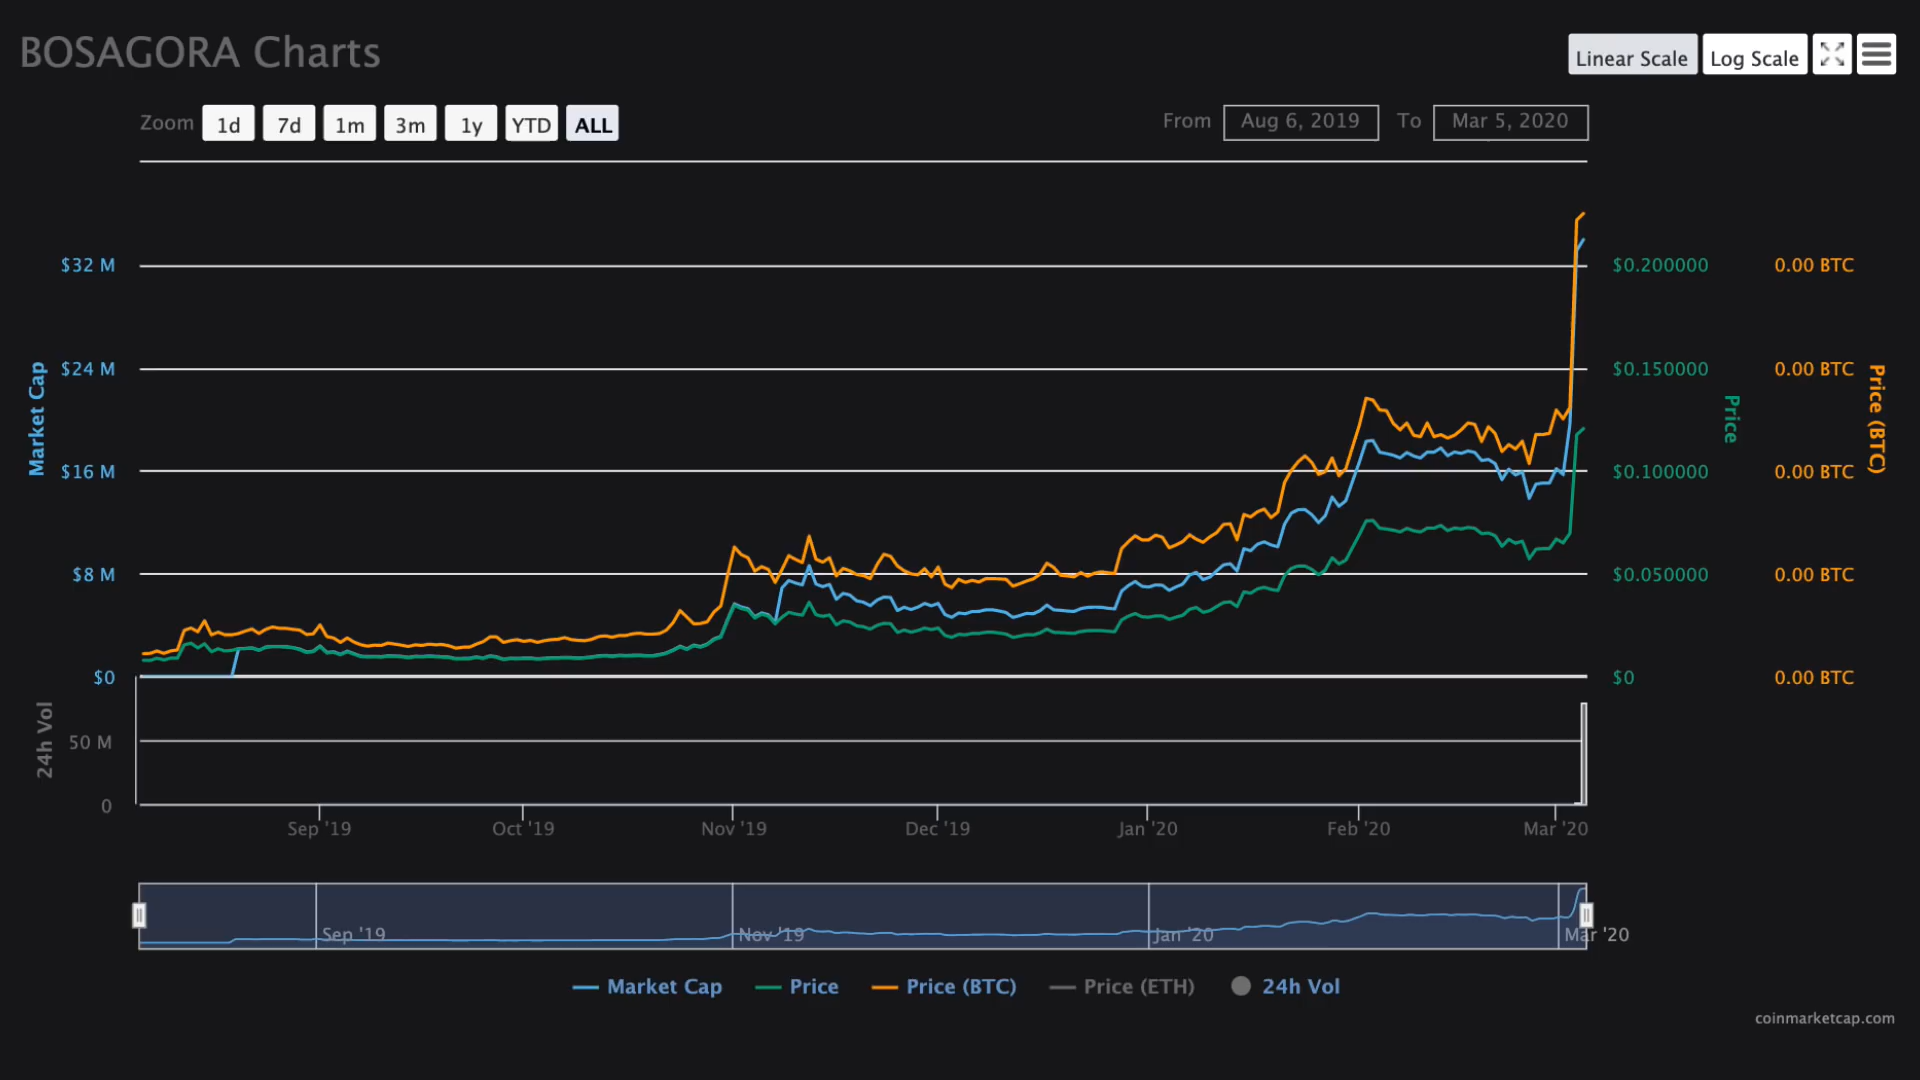 BOSAGORA Charts
Linear Scale
Log Scale
Zoom 1d 7d 1m 3m 1y YTD ALL
From Aug 6, 2019 To Mar 5, 2020
$32 M $0.200000 0.00 BTC
$24 M $0.150000 0.00 BTC
$16 M $0.100000 0.00 BTC
$8 M $0.050000 0.00 BTC
$0 $0 0.00 BTC
Market Cap
Price
Price (BTC)
24h Vol
50 M
0
Sep '19 Oct '19 Nov '19 Dec '19 Jan '20 Feb '20 Mar '20
Sep '19 Nov '19 Jan '20 Mar '20
Market Cap Price Price (BTC) Price (ETH) 24h Vol
coinmarketcap.com